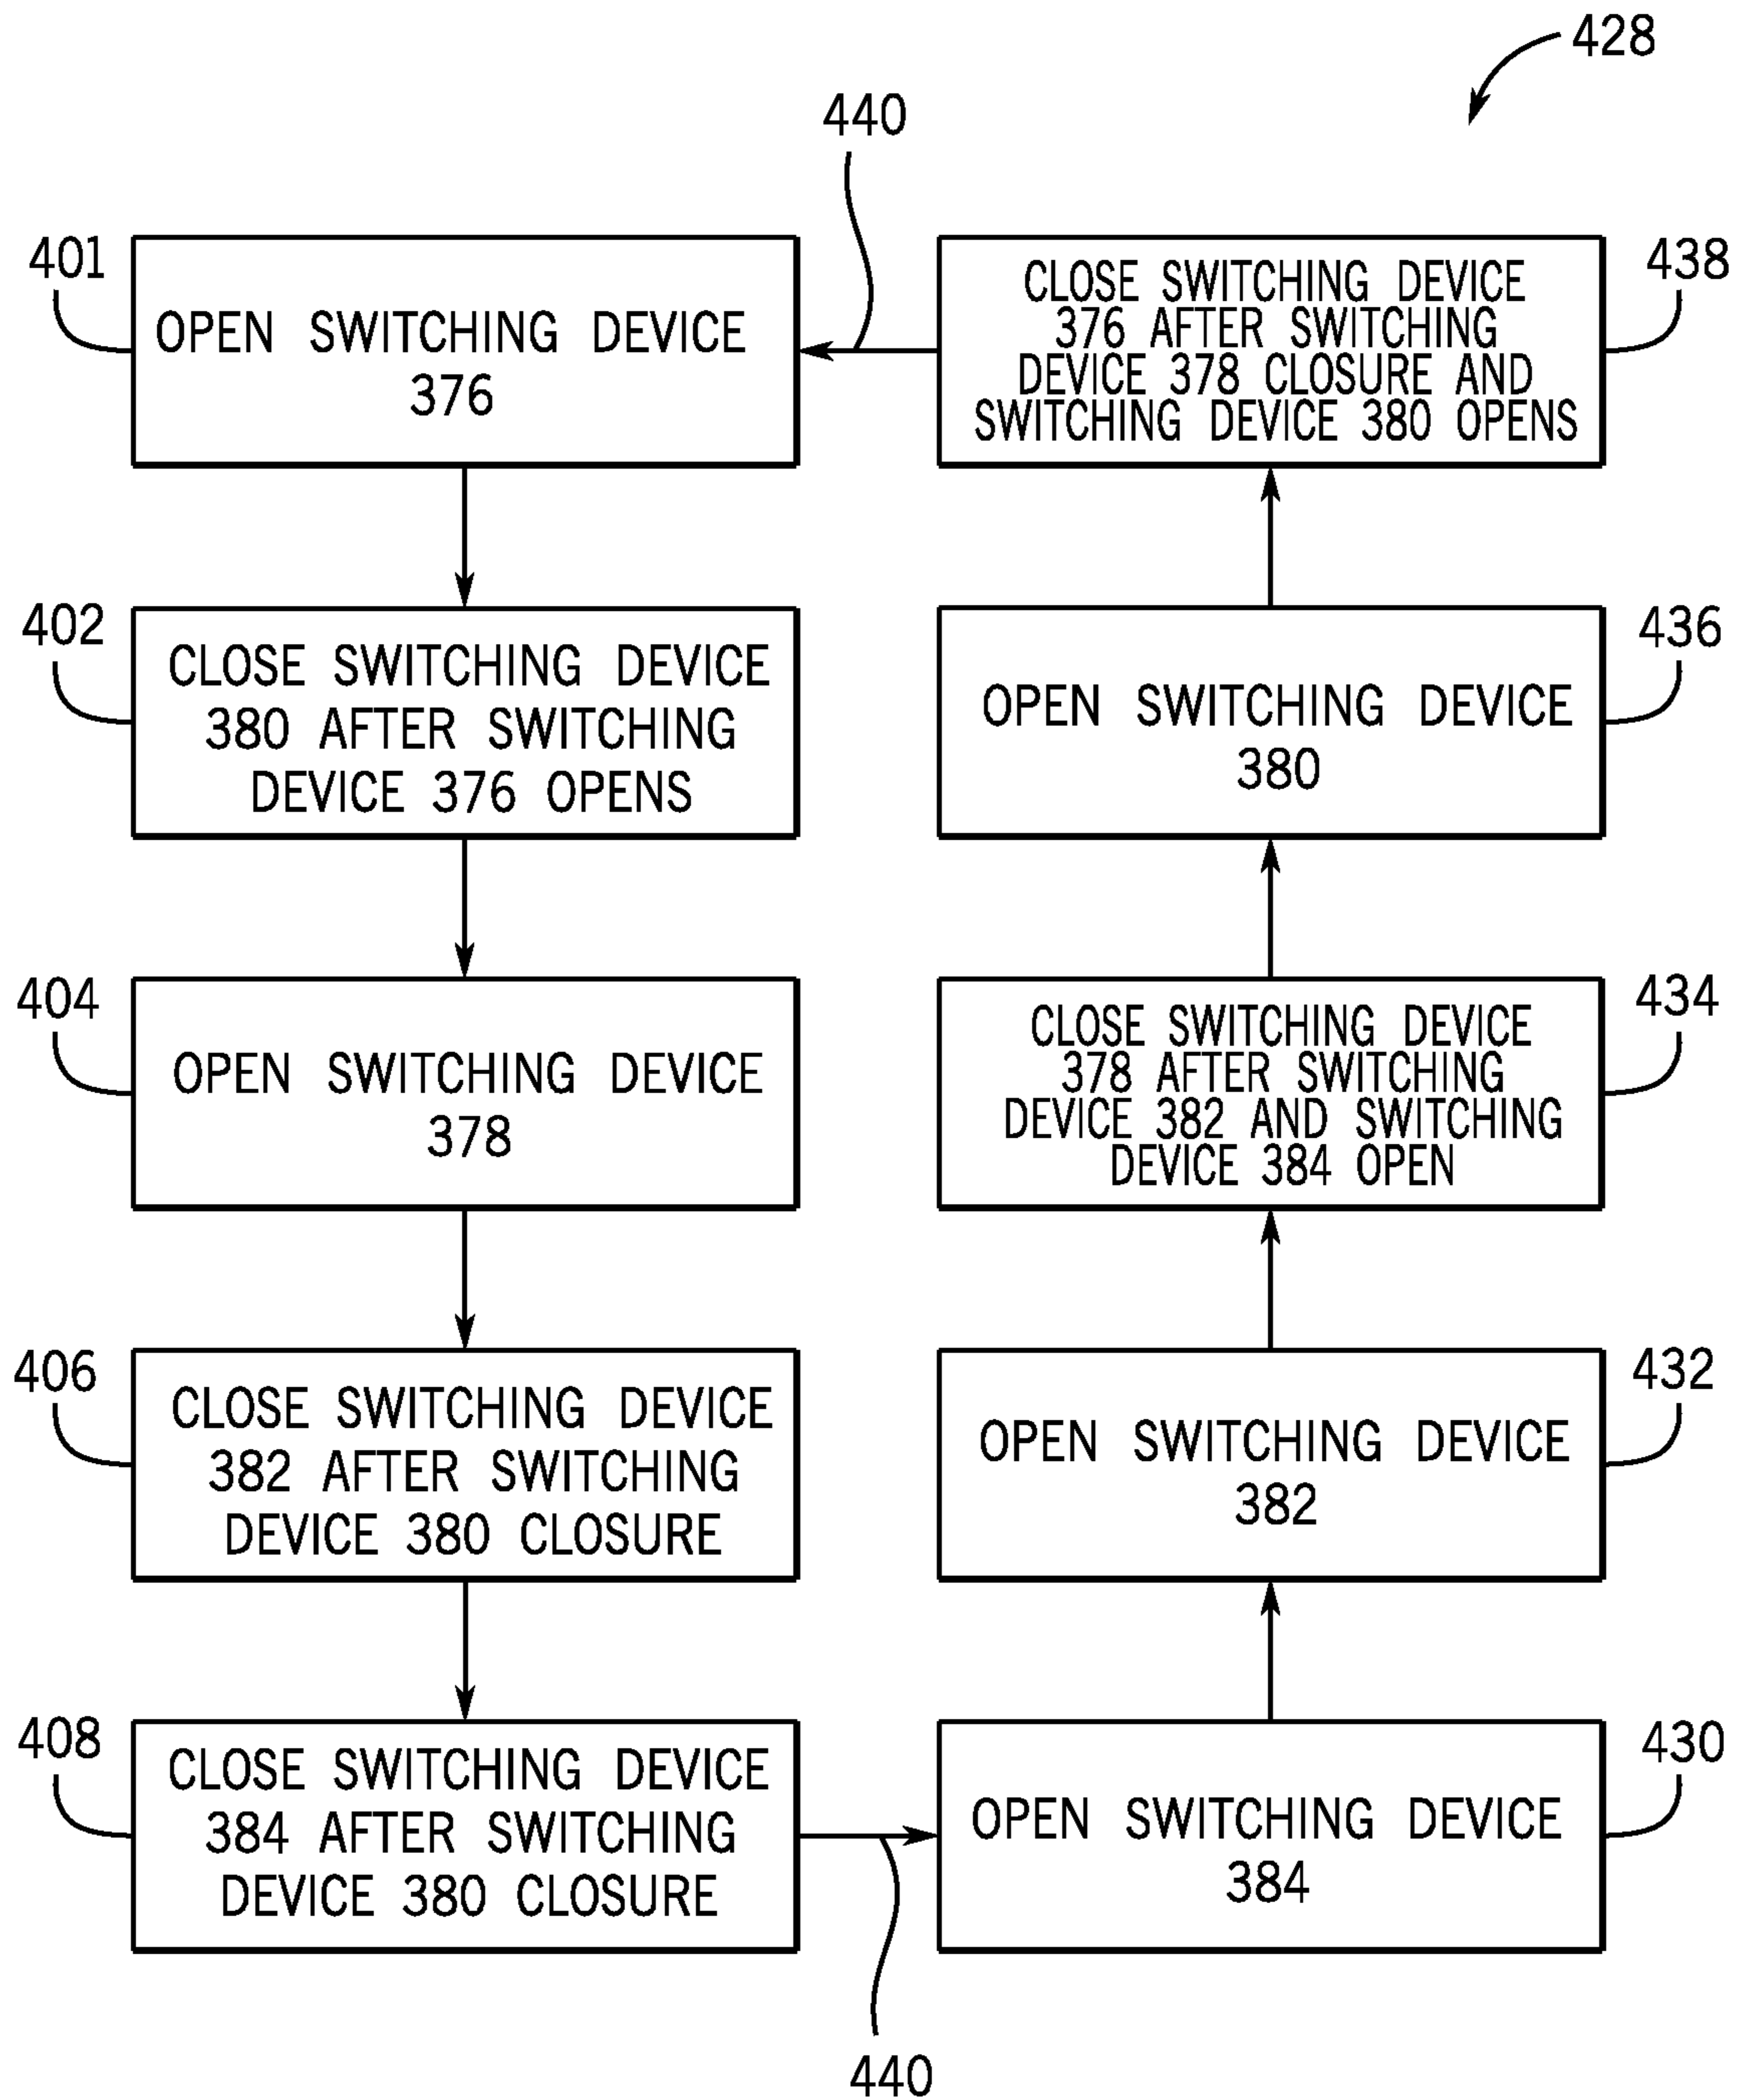 428
440
401
OPEN SWITCHING DEVICE
376
402
CLOSE SWITCHING DEVICE
380 AFTER SWITCHING
DEVICE 376 OPENS
404
OPEN SWITCHING DEVICE
378
406
CLOSE SWITCHING DEVICE
382 AFTER SWITCHING
DEVICE 380 CLOSURE
408
CLOSE SWITCHING DEVICE
384 AFTER SWITCHING
DEVICE 380 CLOSURE
440
430
OPEN SWITCHING DEVICE
384
432
OPEN SWITCHING DEVICE
382
434
CLOSE SWITCHING DEVICE
378 AFTER SWITCHING
DEVICE 382 AND SWITCHING
DEVICE 384 OPEN
436
OPEN SWITCHING DEVICE
380
438
CLOSE SWITCHING DEVICE
376 AFTER SWITCHING
DEVICE 378 CLOSURE AND
SWITCHING DEVICE 380 OPENS